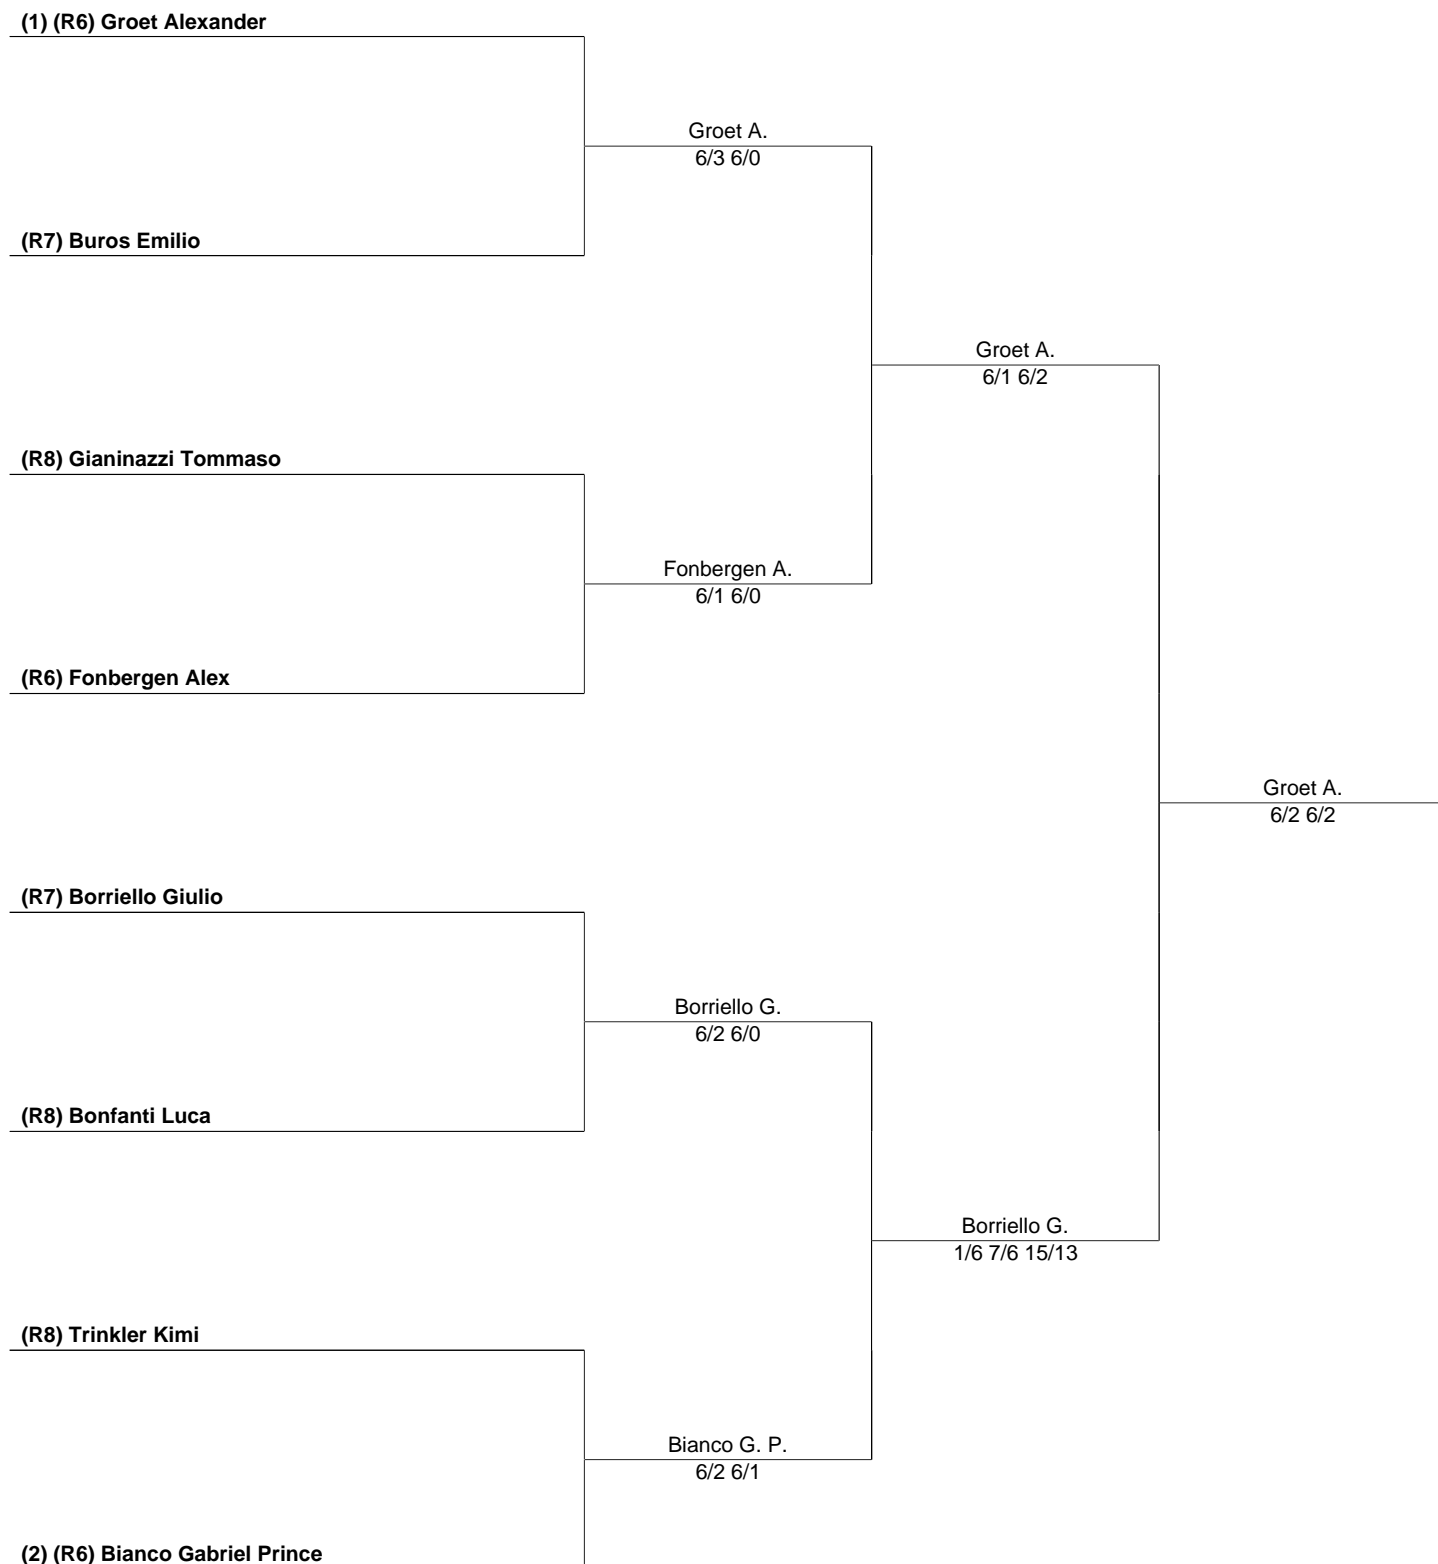 (1) (R6) Groet Alexander
Groet A.
6/3 6/0
(R7) Buros Emilio
Groet A.
6/1 6/2
(R8) Gianinazzi Tommaso
Fonbergen A.
6/1 6/0
(R6) Fonbergen Alex
Groet A.
6/2 6/2
(R7) Borriello Giulio
Borriello G.
6/2 6/0
(R8) Bonfanti Luca
Borriello G.
1/6 7/6 15/13
(R8) Trinkler Kimi
Bianco G. P.
6/2 6/1
(2) (R6) Bianco Gabriel Prince